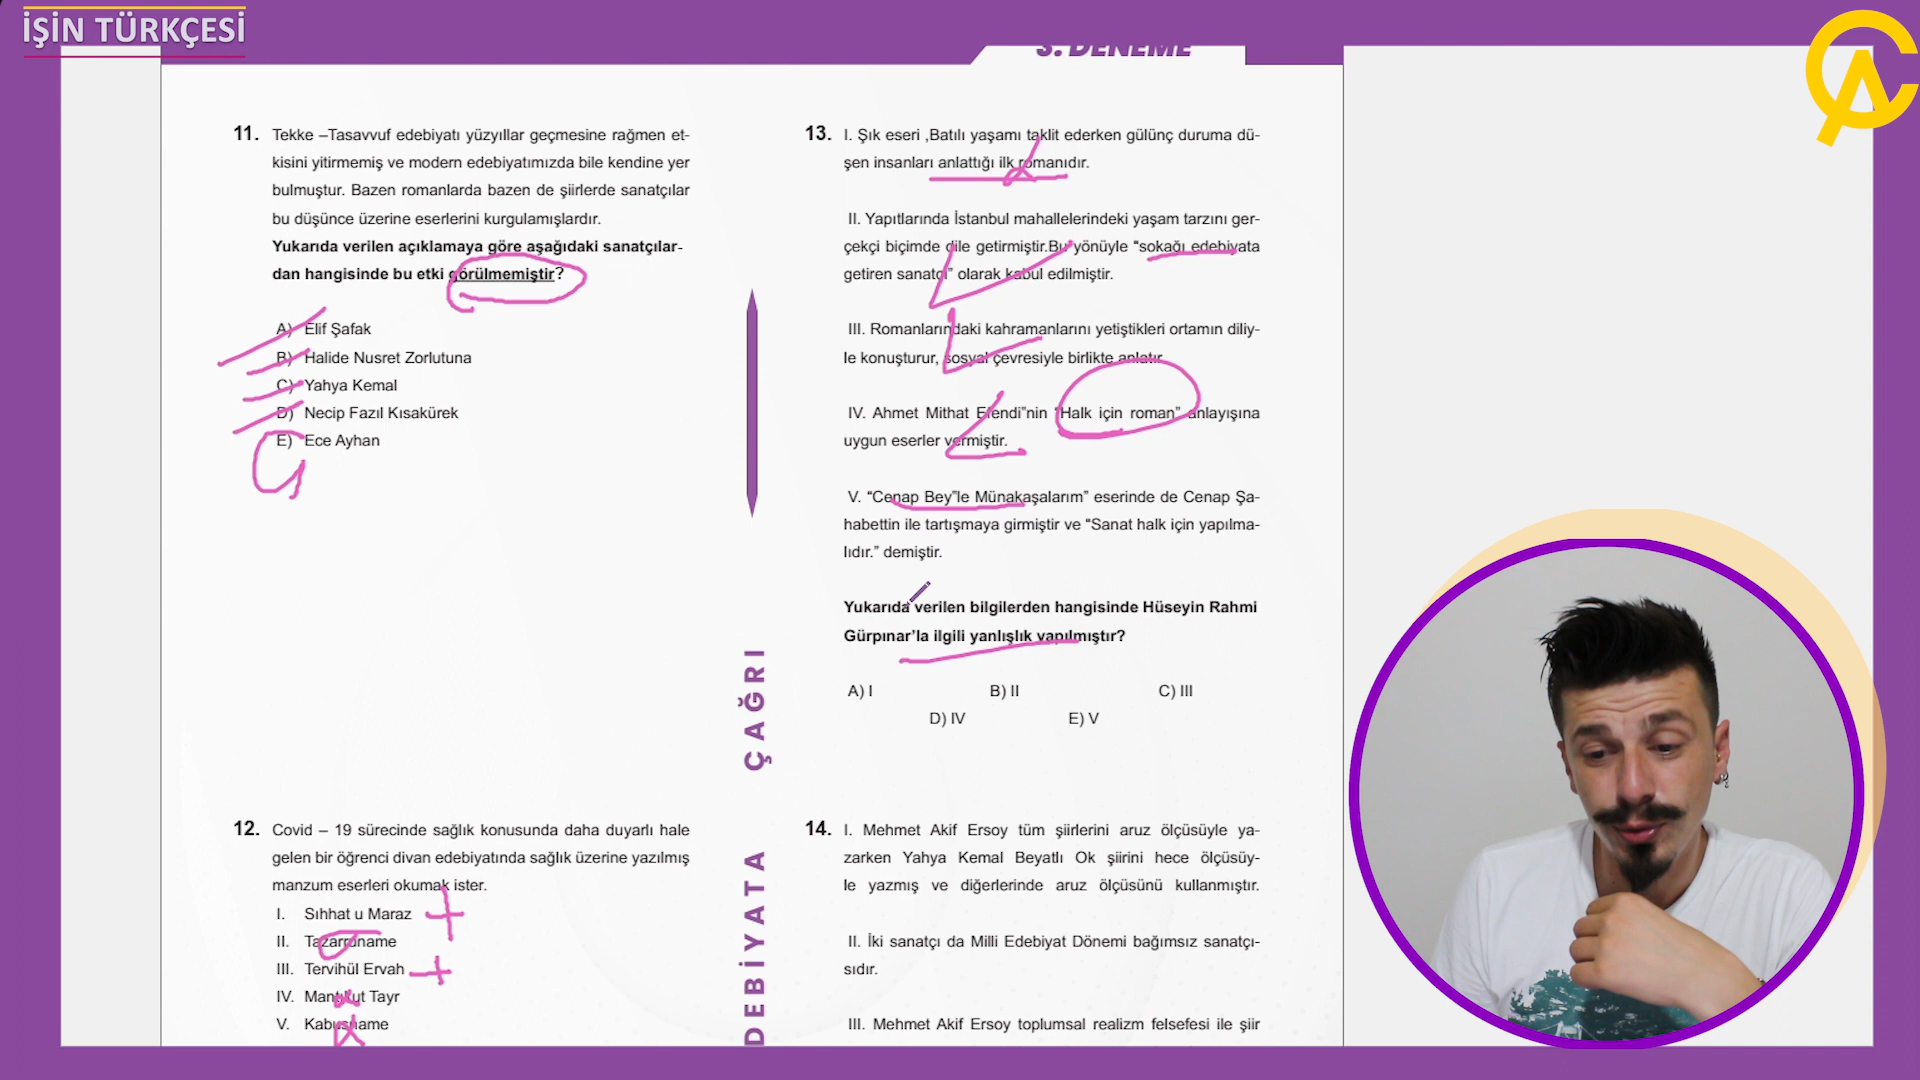 İŞİN TÜRKÇESİ
3. DENEME
11. Tekke –Tasavvuf edebiyatı yüzyıllar geçmesine rağmen et-
kisini yitirmemiş ve modern edebiyatımızda bile kendine yer
bulmuştur. Bazen romanlarda bazen de şiirlerde sanatçılar
bu düşünce üzerine eserlerini kurgulamışlardır.
Yukarıda verilen açıklamaya göre aşağıdaki sanatçılar-
dan hangisinde bu etki görülmemiştir?
A) Elif Şafak
B) Halide Nusret Zorlutuna
C) Yahya Kemal
D) Necip Fazıl Kısakürek
E) Ece Ayhan
12. Covid – 19 sürecinde sağlık konusunda daha duyarlı hale
gelen bir öğrenci divan edebiyatında sağlık üzerine yazılmış
manzum eserleri okumak ister.
I. Sıhhat u Maraz
II. Tazarruname
III. Tervihül Ervah
IV. Mantıkut Tayr
V. Kabusname
ÇAĞRI
DEBİYATA
13. I. Şık eseri ,Batılı yaşamı taklit ederken gülünç duruma dü-
şen insanları anlattığı ilk romanıdır.
II. Yapıtlarında İstanbul mahallelerindeki yaşam tarzını ger-
çekçi biçimde dile getirmiştir.Bu yönüyle “sokağı edebiyata
getiren sanatçı” olarak kabul edilmiştir.
III. Romanlarındaki kahramanlarını yetiştikleri ortamın diliy-
le konuşturur, sosyal çevresiyle birlikte anlatır.
IV. Ahmet Mithat Efendi”nin “Halk için roman” anlayışına
uygun eserler vermiştir.
V. “Cenap Bey”le Münakaşalarım” eserinde de Cenap Şa-
habettin ile tartışmaya girmiştir ve “Sanat halk için yapılma-
lıdır.” demiştir.
Yukarıda verilen bilgilerden hangisinde Hüseyin Rahmi
Gürpınar’la ilgili yanlışlık yapılmıştır?
A) I B) II C) III
D) IV E) V
14. I. Mehmet Akif Ersoy tüm şiirlerini aruz ölçüsüyle ya-
zarken Yahya Kemal Beyatlı Ok şiirini hece ölçüsüy-
le yazmış ve diğerlerinde aruz ölçüsünü kullanmıştır.
II. İki sanatçı da Milli Edebiyat Dönemi bağımsız sanatçı-
sıdır.
III. Mehmet Akif Ersoy toplumsal realizm felsefesi ile şiir